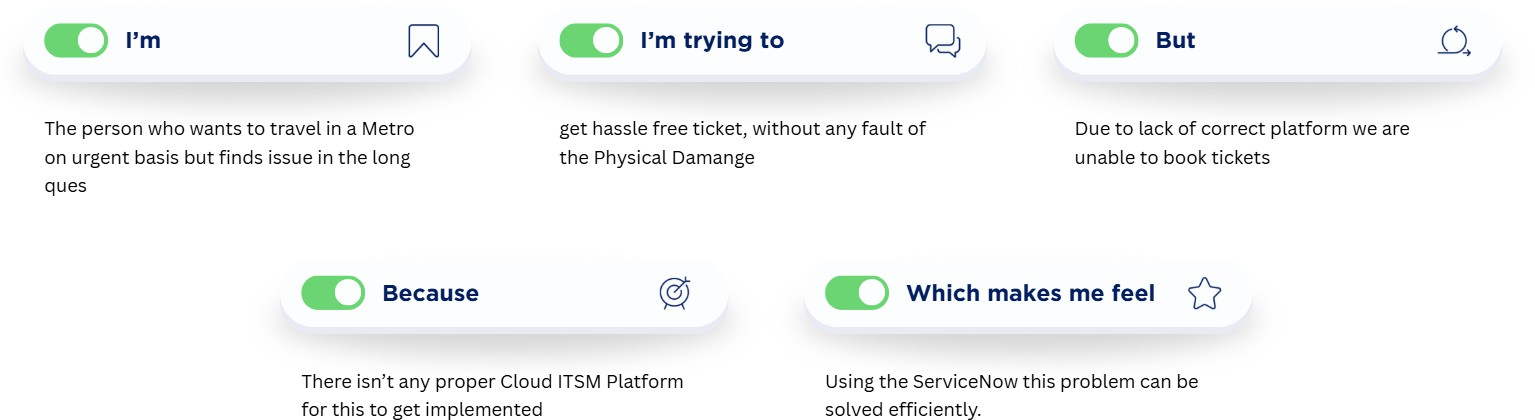 I’m
I’m trying to
But
The person who wants to travel in a Metro
on urgent basis but finds issue in the long
ques
get hassle free ticket, without any fault of
the Physical Damange
Due to lack of correct platform we are
unable to book tickets
Because
Which makes me feel
There isn’t any proper Cloud ITSM Platform
for this to get implemented
Using the ServiceNow this problem can be
solved efficiently.